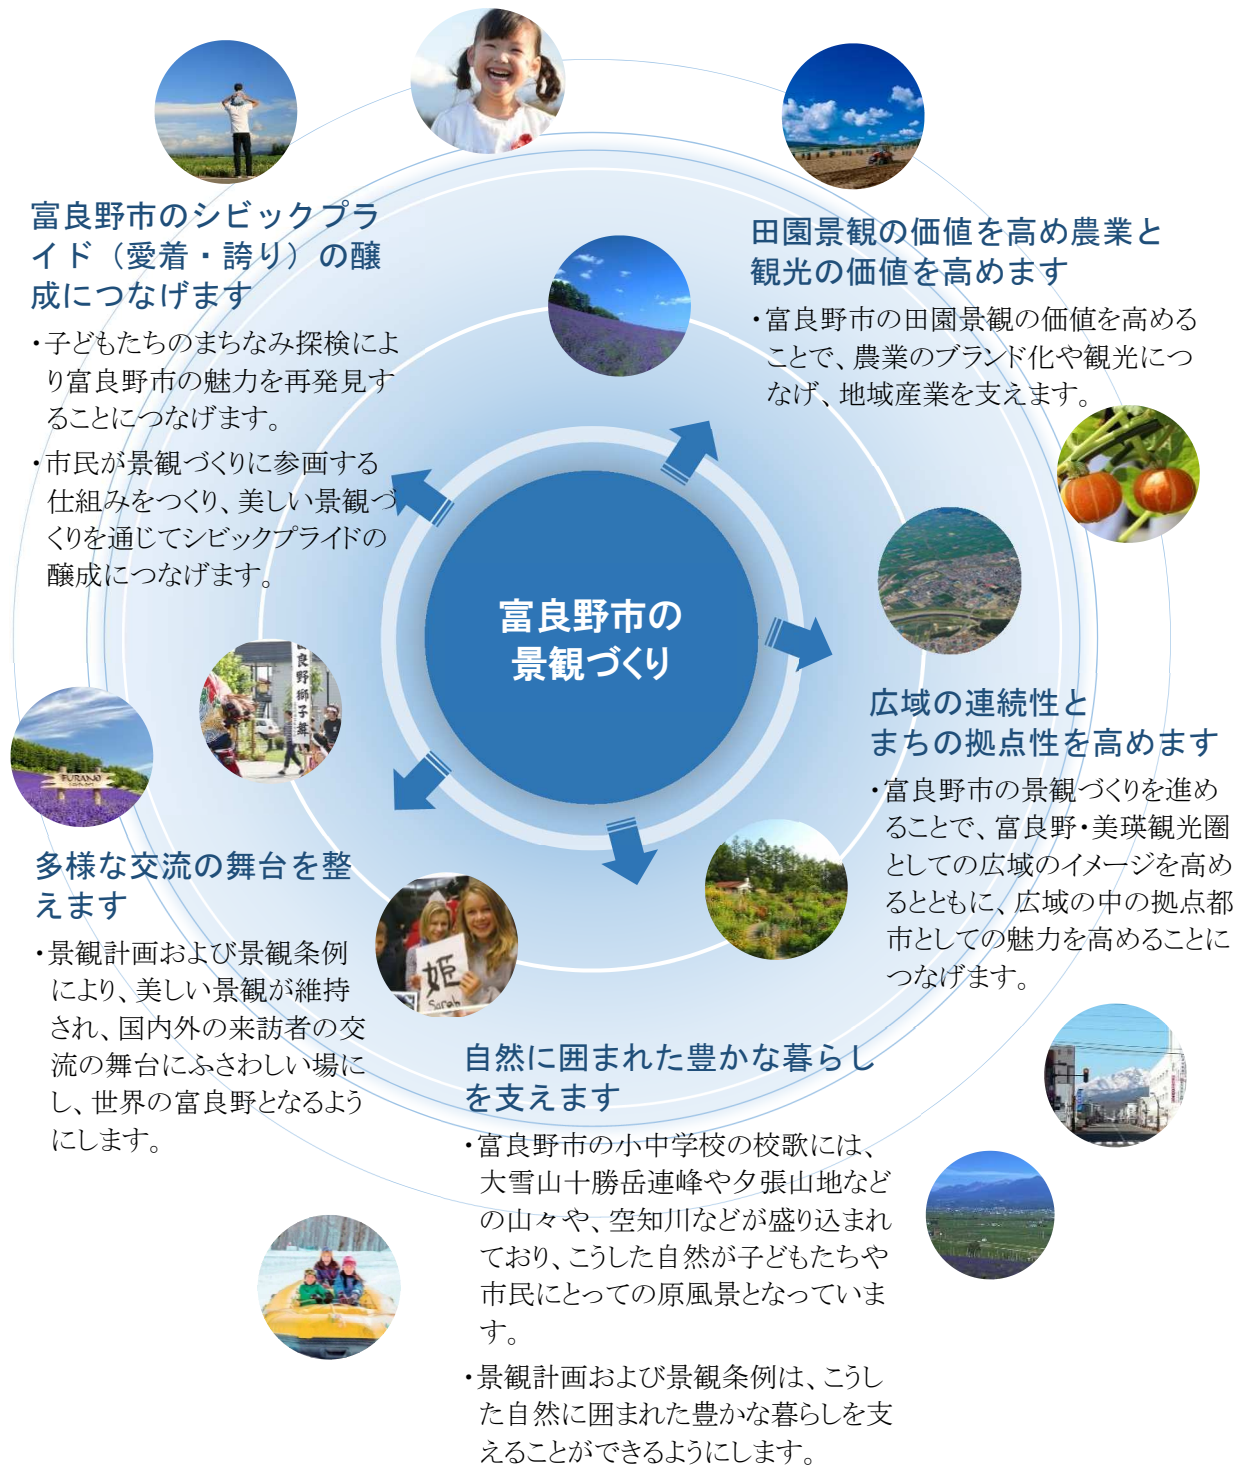 富良野市のシビックプラ
イド（愛着・誇り）の醸
成につなげます
・子どもたちのまちなみ探検によ
り富良野市の魅力を再発見す
ることにつなげます。
・市民が景観づくりに参画する
仕組みをつくり、美しい景観づ
くりを通じてシビックプライドの
醸成につなげます。
田園景観の価値を高め農業と
観光の価値を高めます
・富良野市の田園景観の価値を高める
ことで、農業のブランド化や観光につ
なげ、地域産業を支えます。
富良野市の
景観づくり
広域の連続性と
まちの拠点性を高めます
・富良野市の景観づくりを進め
ることで、富良野・美瑛観光圏
としての広域のイメージを高め
るとともに、広域の中の拠点都
市としての魅力を高めることに
つなげます。
良野獅子舞
FURANO
多様な交流の舞台を整
えます
・景観計画および景観条例
により、美しい景観が維持
され、国内外の来訪者の交
流の舞台にふさわしい場に
し、世界の富良野となるよう
にします。
姫
Sarah
自然に囲まれた豊かな暮らし
を支えます
・富良野市の小中学校の校歌には、
大雪山十勝岳連峰や夕張山地など
の山々や、空知川などが盛り込まれ
ており、こうした自然が子どもたちや
市民にとっての原風景となっていま
す。
・景観計画および景観条例は、こうし
た自然に囲まれた豊かな暮らしを支
えることができるようにします。